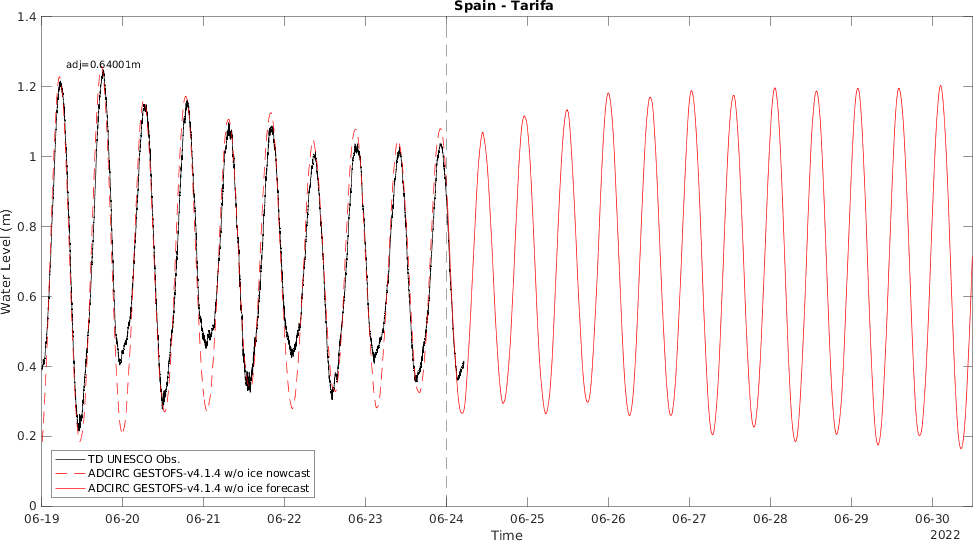 Spain - Tarifa
adj=0.64001m
Water Level (m)
1.4
1.2
1
0.8
0.6
0.4
0.2
0
TD UNESCO Obs.
ADCIRC GESTOFS-v4.1.4 w/o ice nowcast
ADCIRC GESTOFS-v4.1.4 w/o ice forecast
06-19 06-20 06-21 06-22 06-23 06-24 06-25 06-26 06-27 06-28 06-29 06-30
2022
Time